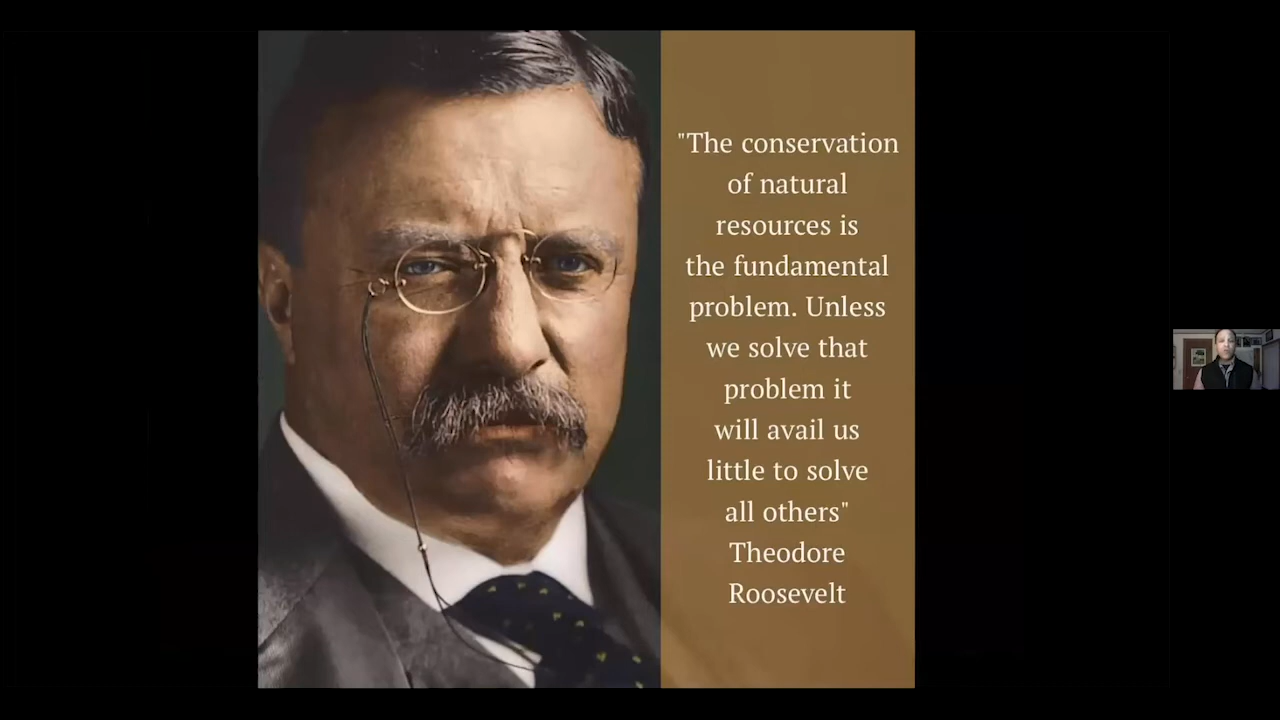 "The conservation
of natural
resources is
the fundamental
problem. Unless
we solve that
problem it
will avail us
little to solve
all others"
Theodore
Roosevelt